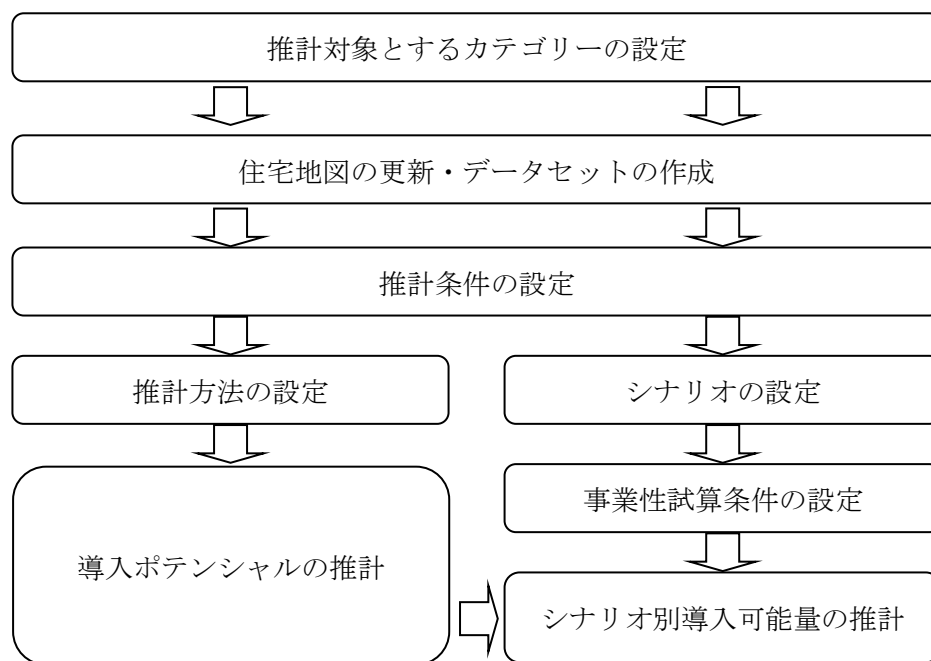 推計対象とするカテゴリーの設定
住宅地図の更新・データセットの作成
推計条件の設定
推計方法の設定
シナリオの設定
事業性試算条件の設定
導入ポテンシャルの推計
シナリオ別導入可能量の推計